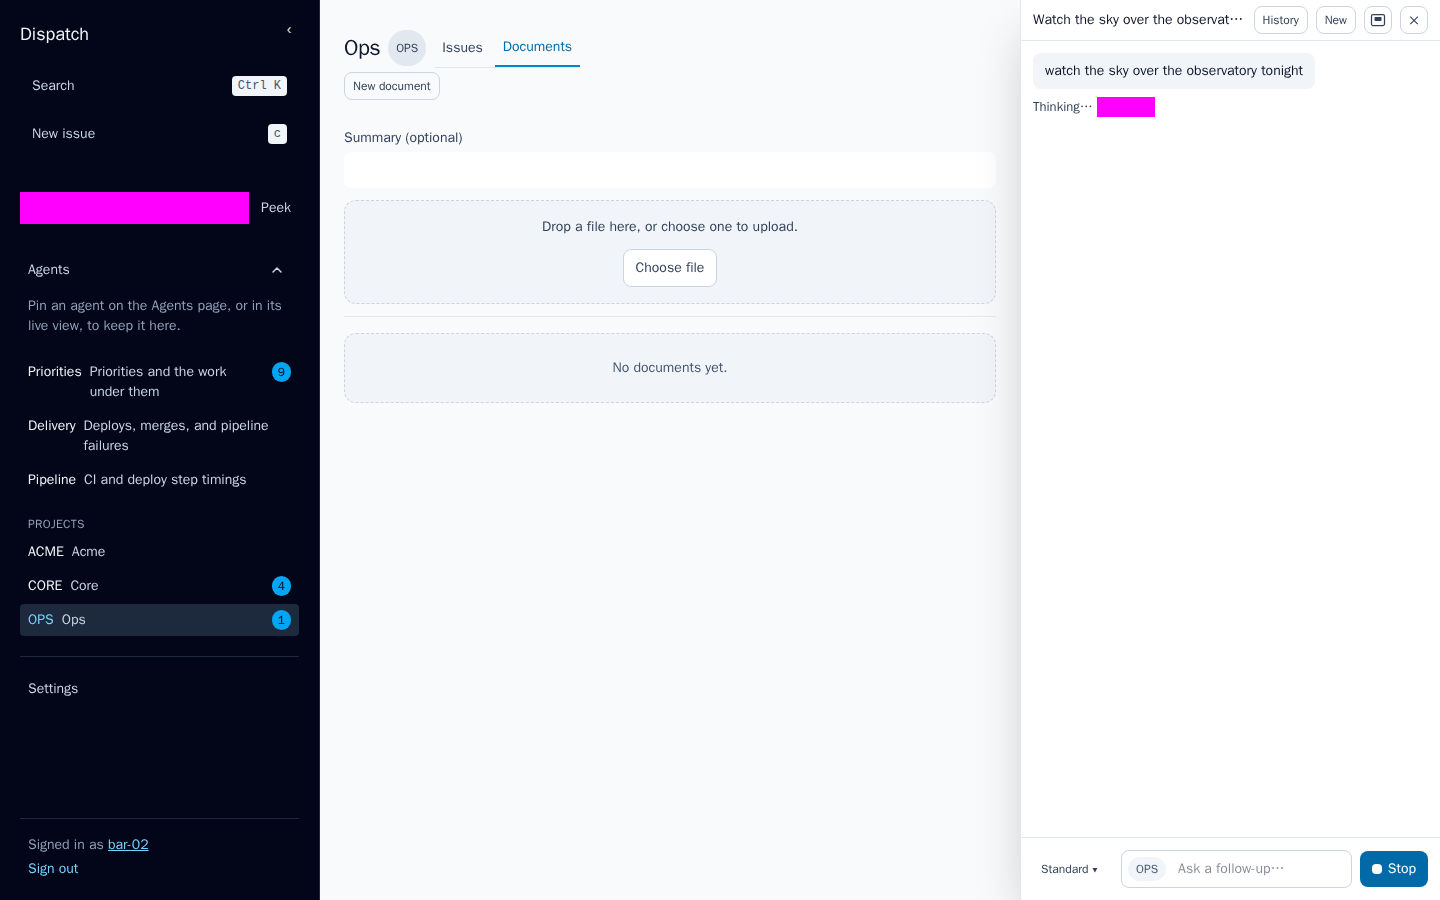 Dispatch
Search
Ctrl K
New issue
C
Peek
Agents
Pin an agent on the Agents page, or in its
live view, to keep it here.
Priorities Priorities and the work
under them
9
Delivery Deploys, merges, and pipeline
failures
Pipeline CI and deploy step timings
PROJECTS
ACME Acme
CORE Core 4
OPS Ops 1
Settings
Signed in as bar-02
Sign out
Ops OPS Issues Documents
New document
Summary (optional)
Drop a file here, or choose one to upload.
Choose file
No documents yet.
Watch the sky over the observat… History New
watch the sky over the observatory tonight
Thinking…
Standard
OPS Ask a follow-up…
Stop